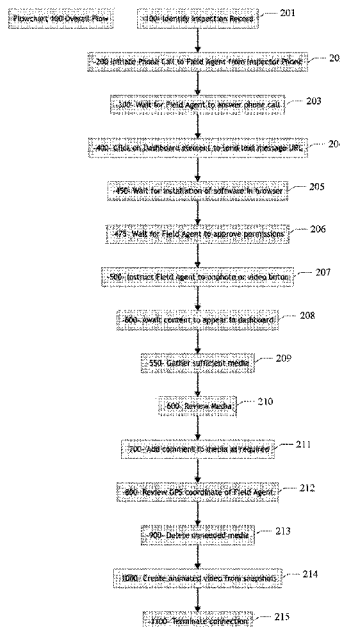 Flowchart 100 Overall Flow
-100- Identify Inspection Record
201
-200 Initiate Phone Call to Field Agent from Inspector Phone
20
-300- Wait for Field Agent to answer phone call
203
-400- Click on Dashboard element to send text message URL
204
-450- Wait for installation of software in browser
205
-475- Wait for Field Agent to approve permissions
206
-500- Instruct Field Agent to photo or video button
207
-600- Await content to appear in dashboard
208
-550- Gather sufficient media
209
-600- Review Media
210
-700- Add comment to media as required
211
-800- Review GPS coordinate of Field Agent
212
-900- Delete unneeded media
213
-1000- Create animated video from snapshots
214
-1100- Terminate connection
215